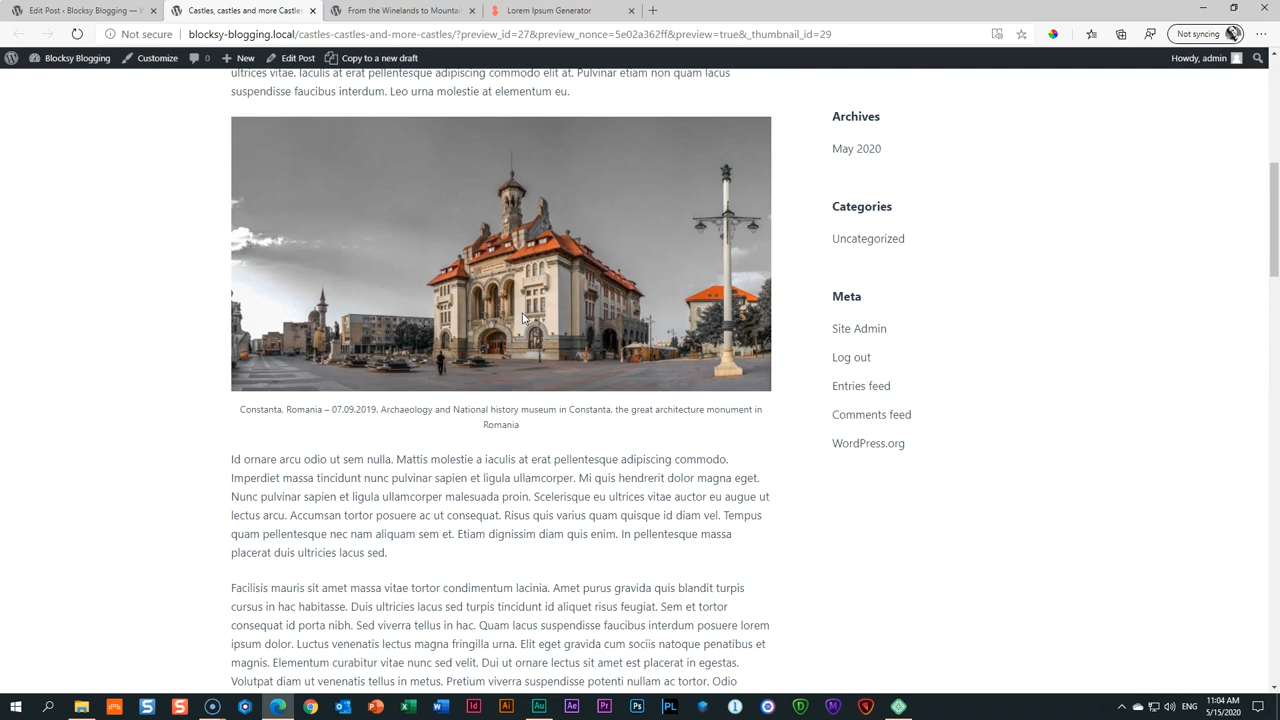 Edit Post ‹ Blocksy Blogging — W
Castles, castles and more Castles
From the Winelands to Mountai
Lorem Ipsum Generator
Not secure
blocksy-blogging.local/castles-castles-and-more-castles/?preview_id=27&preview_nonce=5e02a362ff&preview=true&_thumbnail_id=29
Not syncing
Blocksy Blogging
Customize
0
New
Edit Post
Copy to a new draft
Howdy, admin
ultrices vitae. Iaculis at erat pellentesque adipiscing commodo elit at. Pulvinar etiam non quam lacus
suspendisse faucibus interdum. Leo urna molestie at elementum eu.
Constanta, Romania – 07.09.2019. Archaeology and National history museum in Constanta, the great architecture monument in
Romania
Id ornare arcu odio ut sem nulla. Mattis molestie a iaculis at erat pellentesque adipiscing commodo.
Imperdiet massa tincidunt nunc pulvinar sapien et ligula ullamcorper. Mi quis hendrerit dolor magna eget.
Nunc pulvinar sapien et ligula ullamcorper malesuada proin. Scelerisque eu ultrices vitae auctor eu augue ut
lectus arcu. Accumsan tortor posuere ac ut consequat. Risus quis varius quam quisque id diam vel. Tempus
quam pellentesque nec nam aliquam sem et. Etiam dignissim diam quis enim. In pellentesque massa
placerat duis ultricies lacus sed.
Facilisis mauris sit amet massa vitae tortor condimentum lacinia. Amet purus gravida quis blandit turpis
cursus in hac habitasse. Duis ultricies lacus sed turpis tincidunt id aliquet risus feugiat. Sem et tortor
consequat id porta nibh. Sed viverra tellus in hac. Quam lacus suspendisse faucibus interdum posuere lorem
ipsum dolor. Luctus venenatis lectus magna fringilla urna. Elit eget gravida cum sociis natoque penatibus et
magnis. Elementum curabitur vitae nunc sed velit. Dui ut ornare lectus sit amet est placerat in egestas.
Volutpat diam ut venenatis tellus in metus. Pretium viverra suspendisse potenti nullam ac tortor. Odio
Archives
May 2020
Categories
Uncategorized
Meta
Site Admin
Log out
Entries feed
Comments feed
WordPress.org
Id
Ai
Au
Ae
Pr
Ps
PL
ENG
11:04 AM
5/15/2020